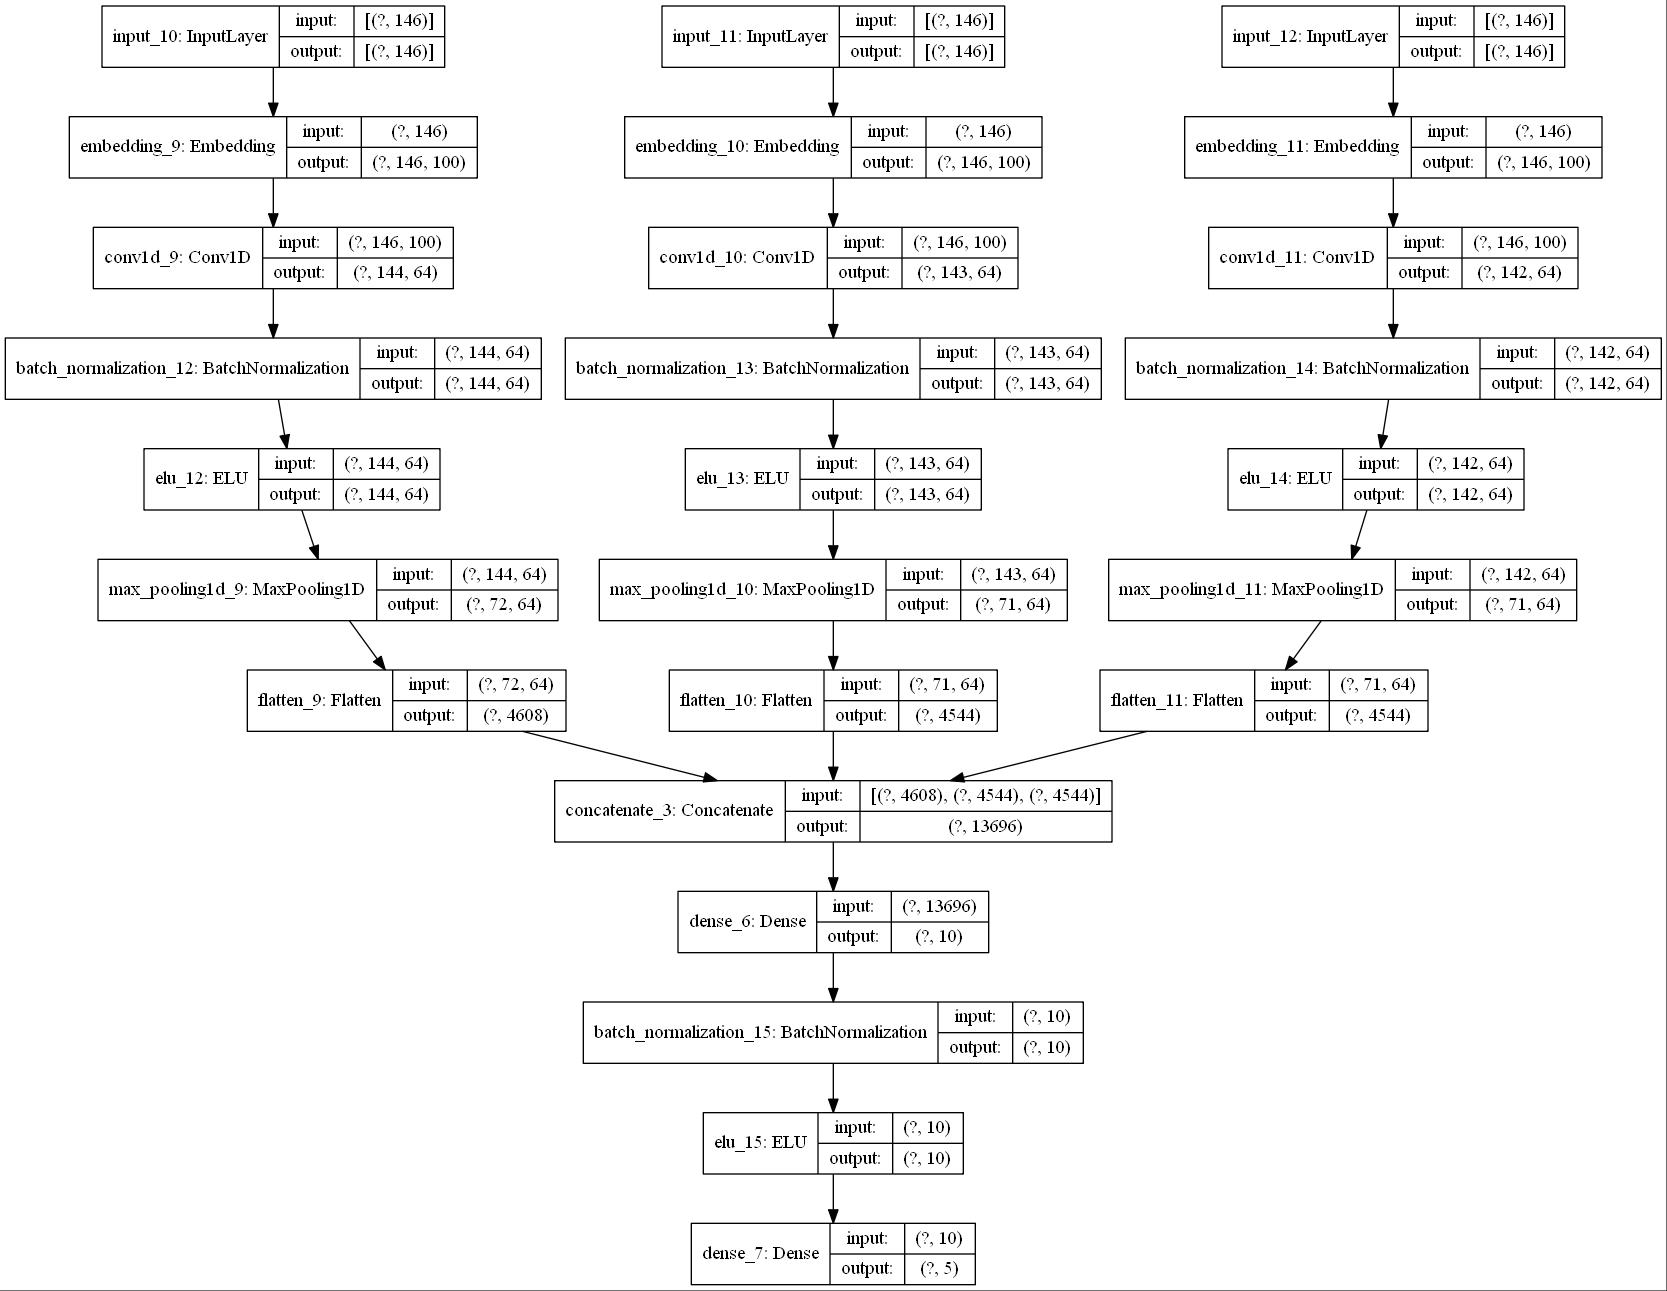 input_10: InputLayer input: [(?, 146)] output: [(?, 146)]
input_11: InputLayer input: [(?, 146)] output: [(?, 146)]
input_12: InputLayer input: [(?, 146)] output: [(?, 146)]
embedding_9: Embedding input: (?, 146) output: (?, 146, 100)
embedding_10: Embedding input: (?, 146) output: (?, 146, 100)
embedding_11: Embedding input: (?, 146) output: (?, 146, 100)
conv1d_9: Conv1D input: (?, 146, 100) output: (?, 144, 64)
conv1d_10: Conv1D input: (?, 146, 100) output: (?, 143, 64)
conv1d_11: Conv1D input: (?, 146, 100) output: (?, 142, 64)
batch_normalization_12: BatchNormalization input: (?, 144, 64) output: (?, 144, 64)
batch_normalization_13: BatchNormalization input: (?, 143, 64) output: (?, 143, 64)
batch_normalization_14: BatchNormalization input: (?, 142, 64) output: (?, 142, 64)
elu_12: ELU input: (?, 144, 64) output: (?, 144, 64)
elu_13: ELU input: (?, 143, 64) output: (?, 143, 64)
elu_14: ELU input: (?, 142, 64) output: (?, 142, 64)
max_pooling1d_9: MaxPooling1D input: (?, 144, 64) output: (?, 72, 64)
max_pooling1d_10: MaxPooling1D input: (?, 143, 64) output: (?, 71, 64)
max_pooling1d_11: MaxPooling1D input: (?, 142, 64) output: (?, 71, 64)
flatten_9: Flatten input: (?, 72, 64) output: (?, 4608)
flatten_10: Flatten input: (?, 71, 64) output: (?, 4544)
flatten_11: Flatten input: (?, 71, 64) output: (?, 4544)
concatenate_3: Concatenate input: [(?, 4608), (?, 4544), (?, 4544)] output: (?, 13696)
dense_6: Dense input: (?, 13696) output: (?, 10)
batch_normalization_15: BatchNormalization input: (?, 10) output: (?, 10)
elu_15: ELU input: (?, 10) output: (?, 10)
dense_7: Dense input: (?, 10) output: (?, 5)